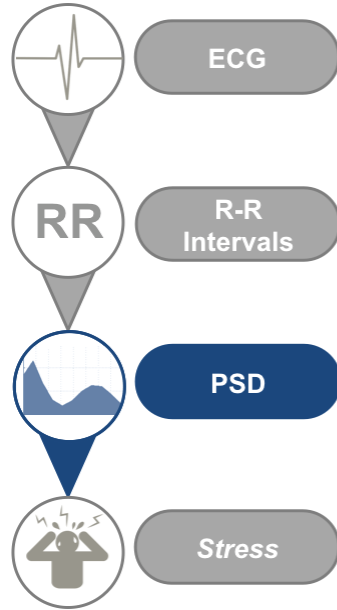 ECG
RR
R-R
Intervals
PSD
Stress